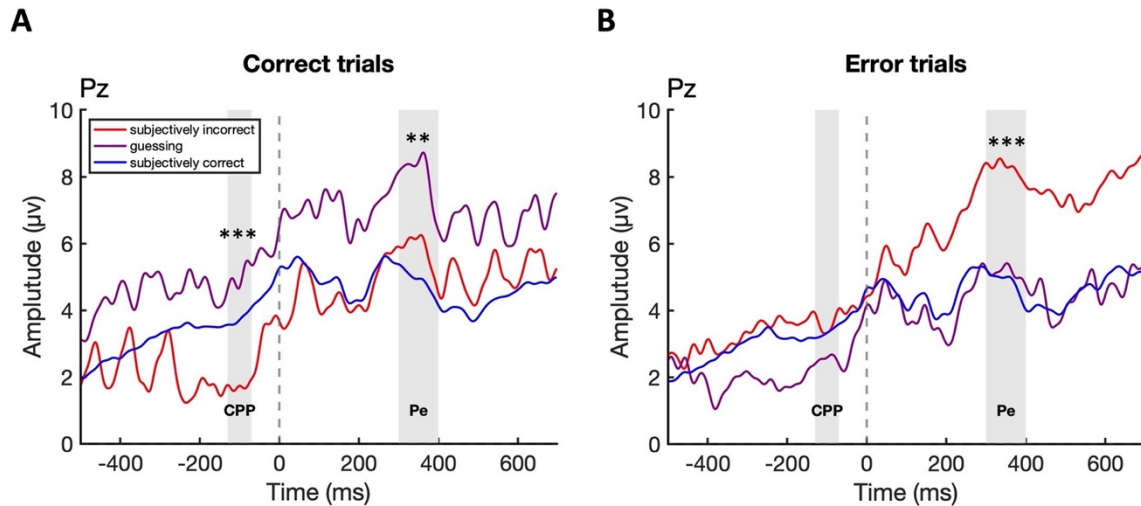 A
Correct trials
Pz
subjectively incorrect
guessing
subjectively correct
***
**
CPP
Pe
10
8
6
4
2
0
Amplutude (μv)
-400 -200 0 200 400 600
Time (ms)
B
Error trials
Pz
***
CPP
Pe
10
8
6
4
2
0
Amplutude (μv)
-400 -200 0 200 400 600
Time (ms)